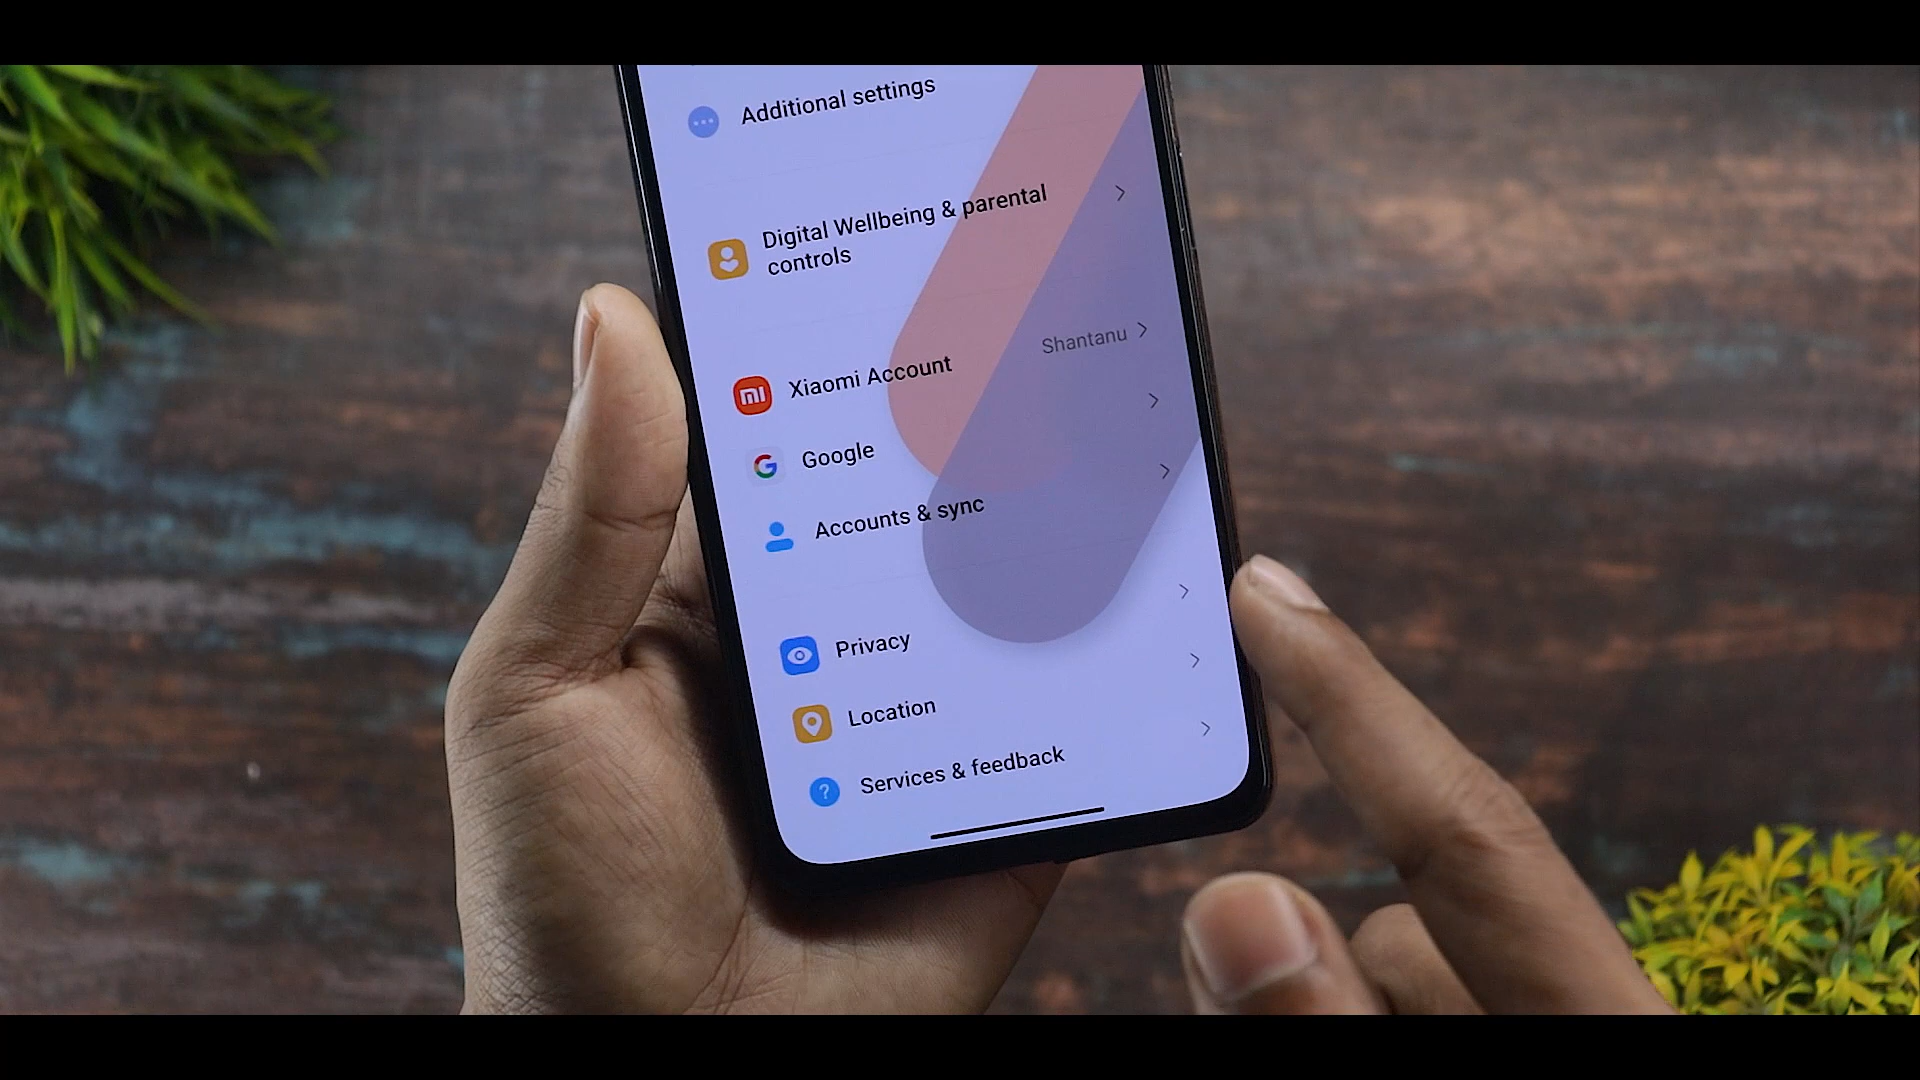 Additional settings
Digital Wellbeing & parental
controls
Xiaomi Account
Shantanu
Google
Accounts & sync
Privacy
Location
Services & feedback